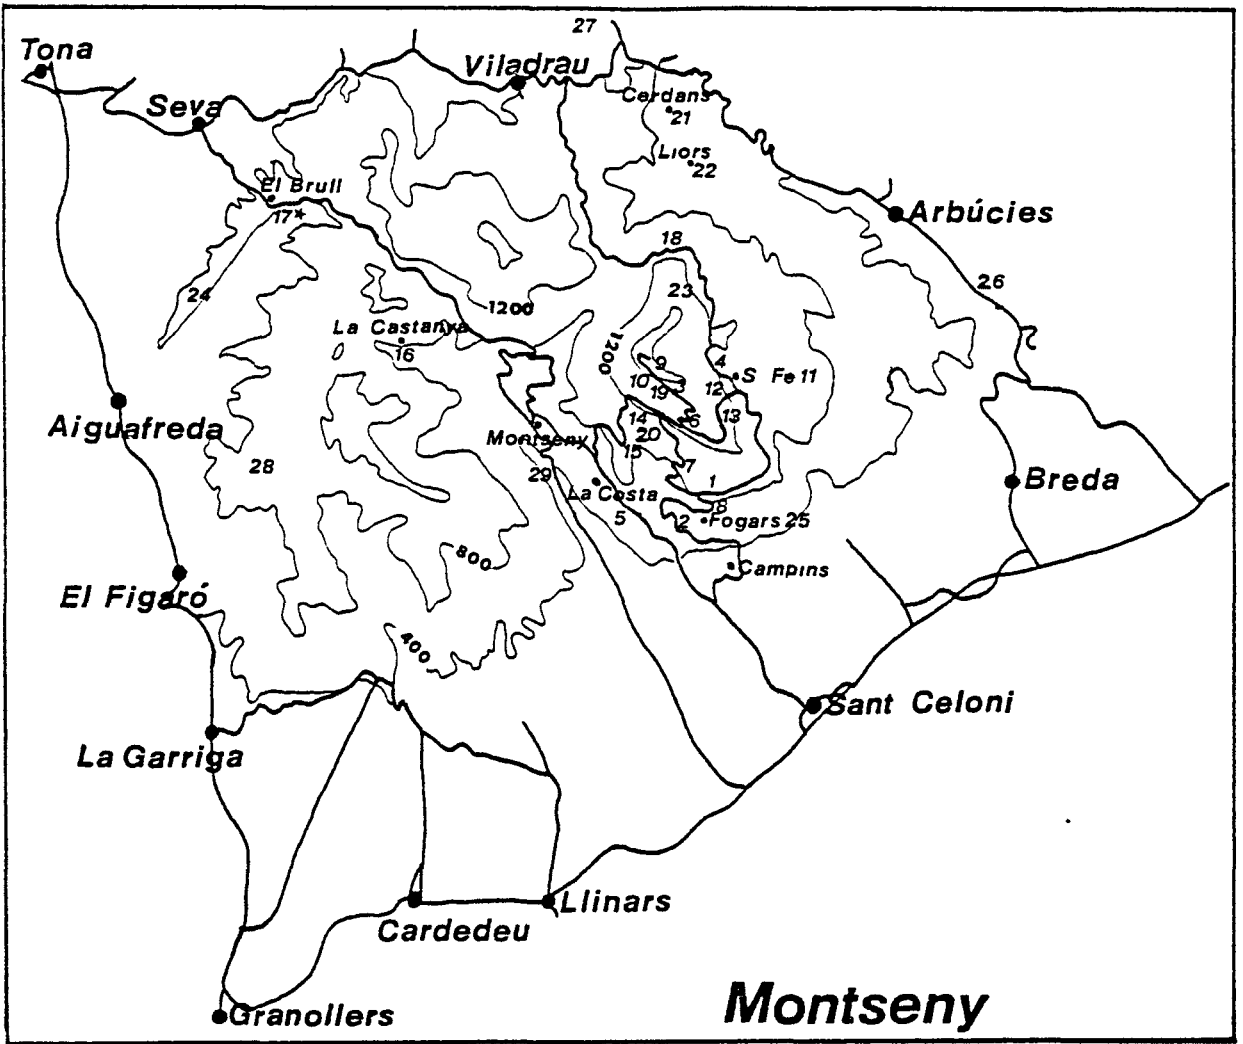 27
Tona
Viladrau
Seva
Cerdans
21
Liors
22
El Brull
17*
Arbúcies
18
26
24
23
1200
La Castanya
16
1200
9
4
10
3
S Fe 11
19
12
Aiguafreda
14
6
13
Montseny
20
15
28
7
29
1
Breda
La Costa
8
5
2
Fogars 25
800
Campins
El Figaró
400
Sant Celoni
La Garriga
Llinars
Cardedeu
Montseny
Granollers